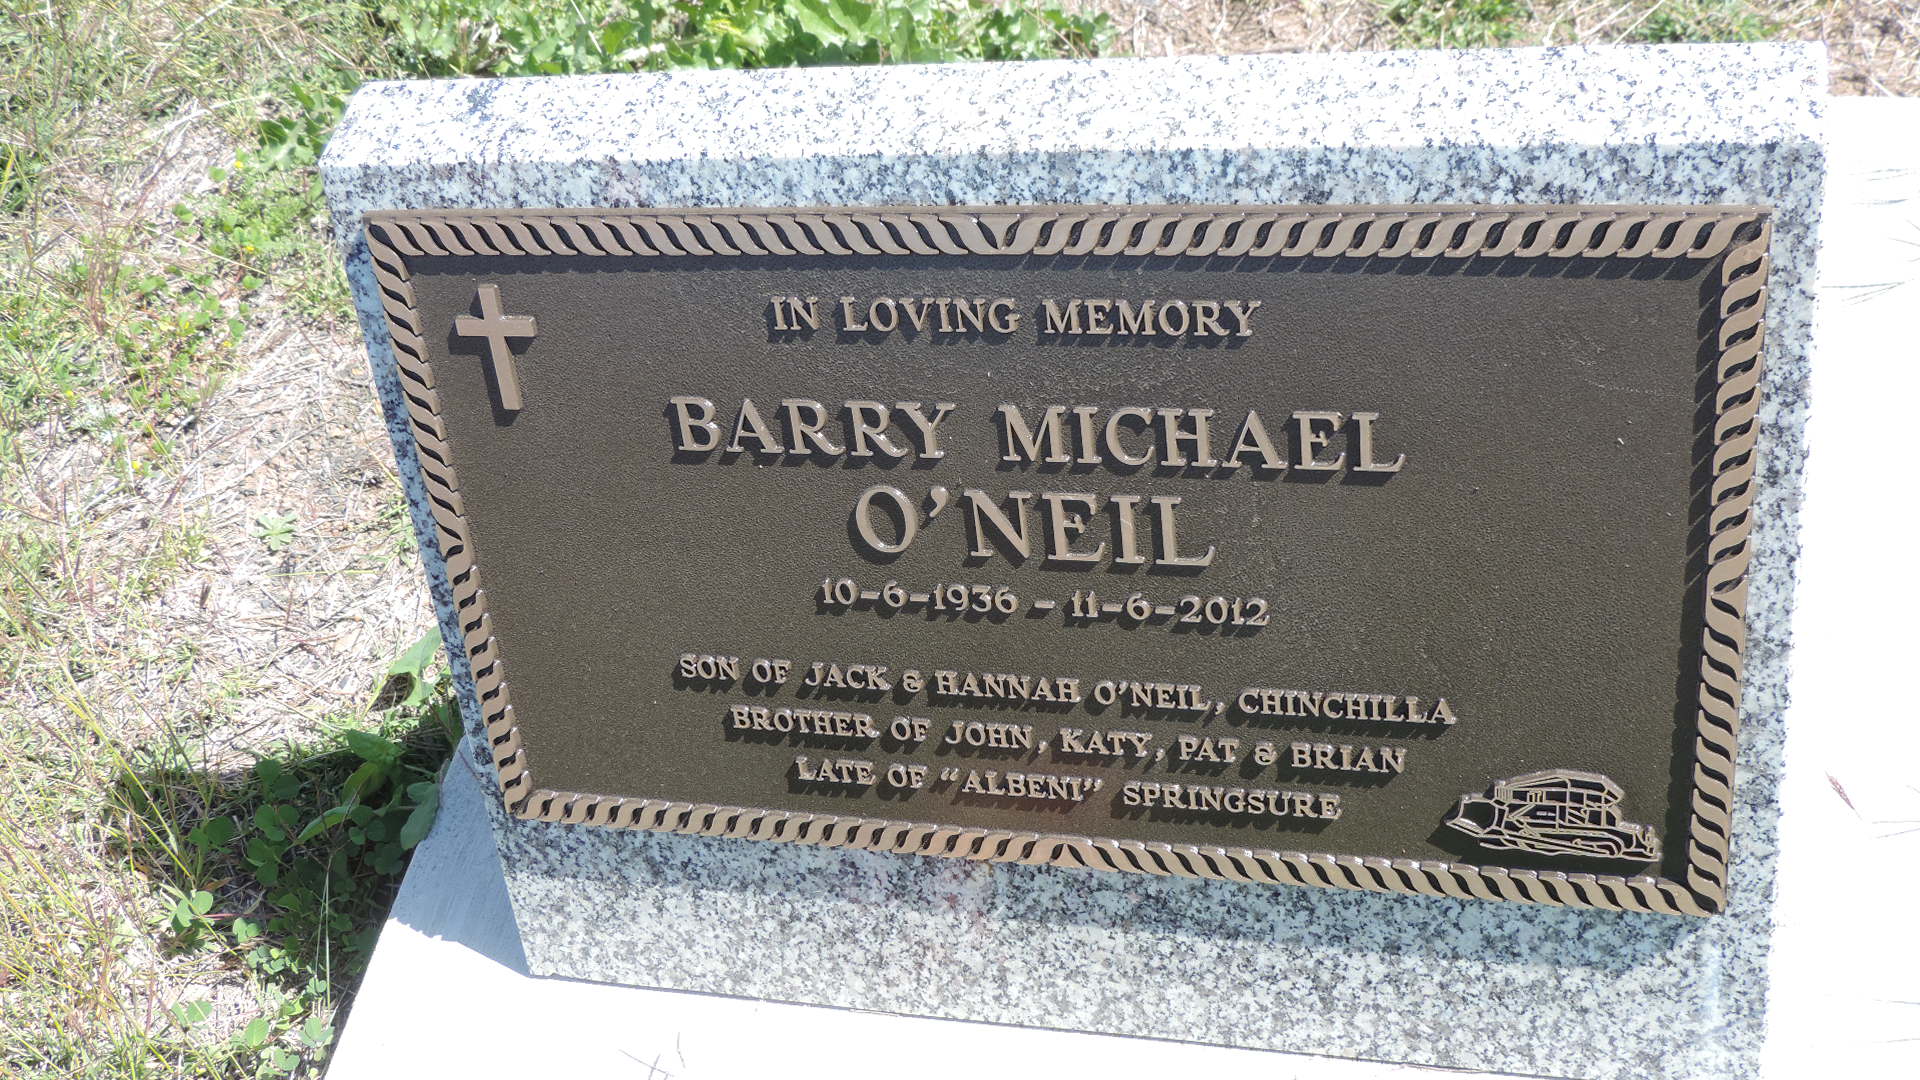 IN LOVING MEMORY
BARRY MICHAEL
O'NEIL
10-6-1936 - 11-6-2012
SON OF JACK & HANNAH O'NEIL, CHINCHILLA
BROTHER OF JOHN, KATY, PAT & BRIAN
LATE OF "ALBENI" SPRINGSURE